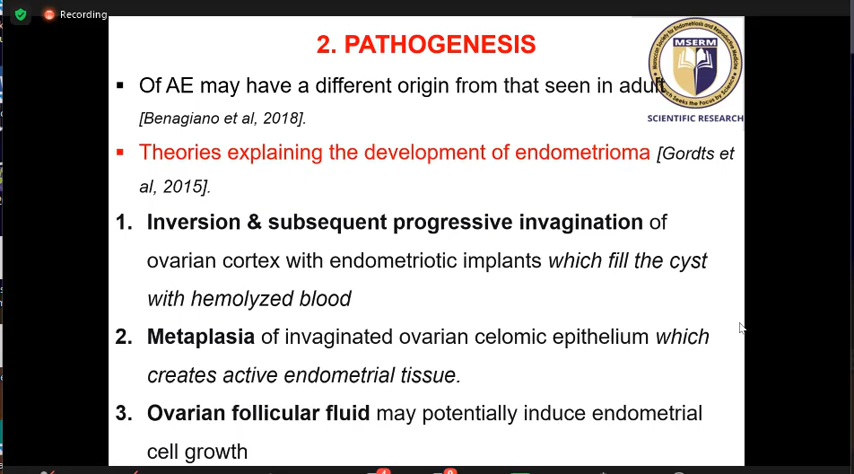 Recording
2. PATHOGENESIS
▪ Of AE may have a different origin from that seen in adult
[Benagiano et al, 2018].
▪ Theories explaining the development of endometrioma [Gordts et
al, 2015].
1. Inversion & subsequent progressive invagination of
ovarian cortex with endometriotic implants which fill the cyst
with hemolyzed blood
2. Metaplasia of invaginated ovarian celomic epithelium which
creates active endometrial tissue.
3. Ovarian follicular fluid may potentially induce endometrial
cell growth
MSERM
SCIENTIFIC RESEARCH